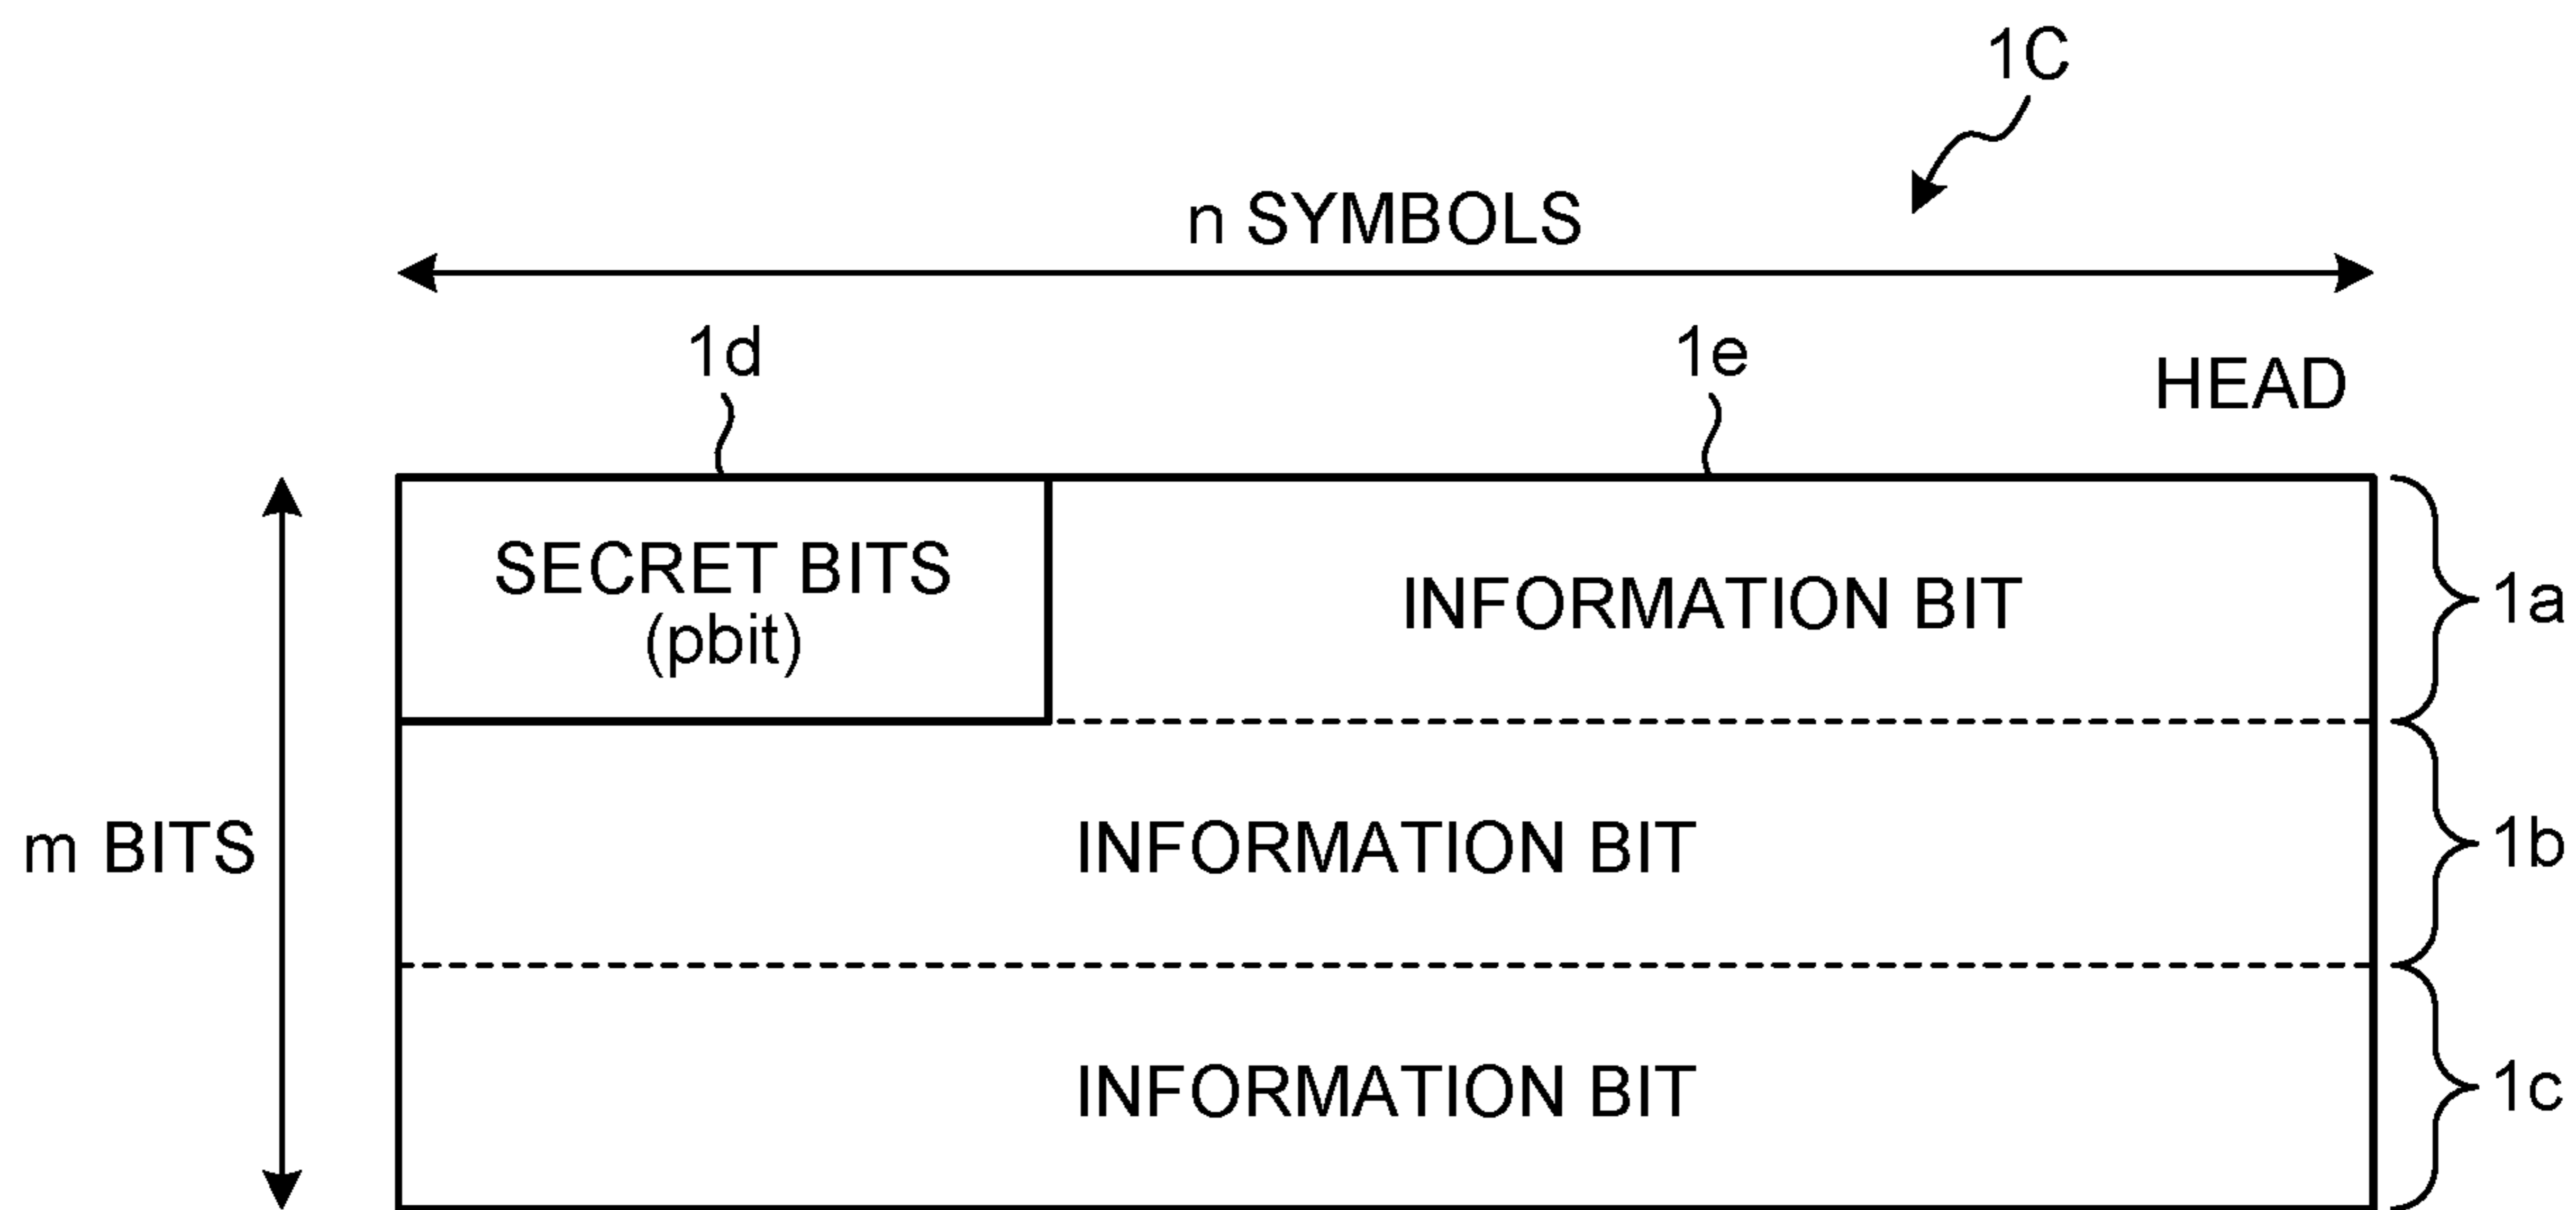 1C
n SYMBOLS
1d
1e
HEAD
SECRET BITS
(pbit)
INFORMATION BIT
1a
m BITS
INFORMATION BIT
1b
INFORMATION BIT
1c